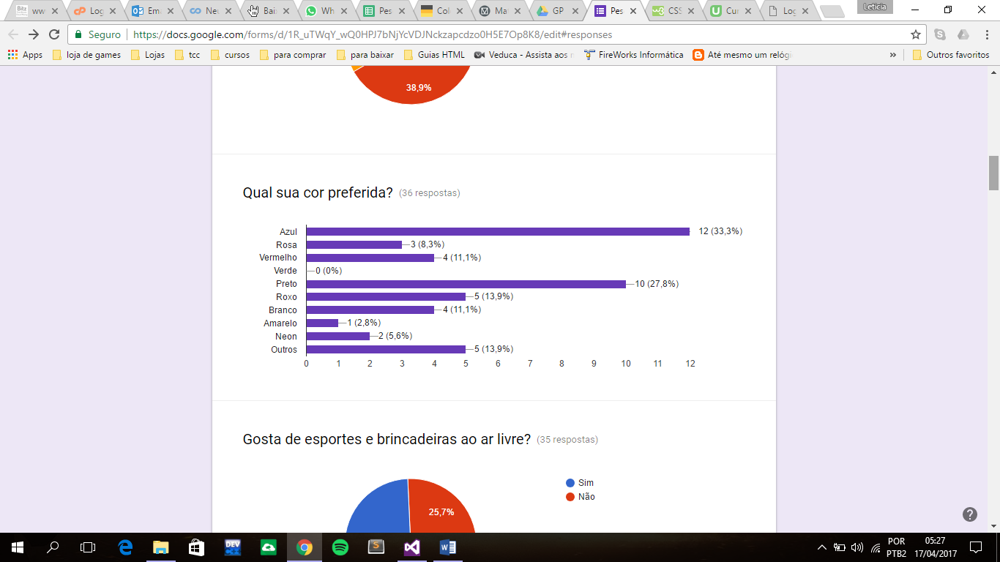 ww
Log
Em
Neu
Bai
Wh
Pes
Col
Ma
GP
Pes
CSS
Cur
Log
Leticia
Seguro
https://docs.google.com/forms/d/1R_uTWqY_wQ0HPJ7bNjYcVDJNckzapcdzo0H5E7Op8K8/edit#responses
Apps
loja de games
Lojas
tcc
cursos
para comprar
para baixar
Guias HTML
Veduca - Assista aos
FireWorks Informática
Até mesmo um relóg
»
Outros favoritos
38,9%
Qual sua cor preferida? (36 respostas)
Azul 12 (33,3%)
Rosa 3 (8,3%)
Vermelho 4 (11,1%)
Verde 0 (0%)
Preto 10 (27,8%)
Roxo 5 (13,9%)
Branco 4 (11,1%)
Amarelo 1 (2,8%)
Neon 2 (5,6%)
Outros 5 (13,9%)
0 1 2 3 4 5 6 7 8 9 10 11 12
Gosta de esportes e brincadeiras ao ar livre? (35 respostas)
Sim
Não
25,7%
DEV
POR
PTB2
05:27
17/04/2017